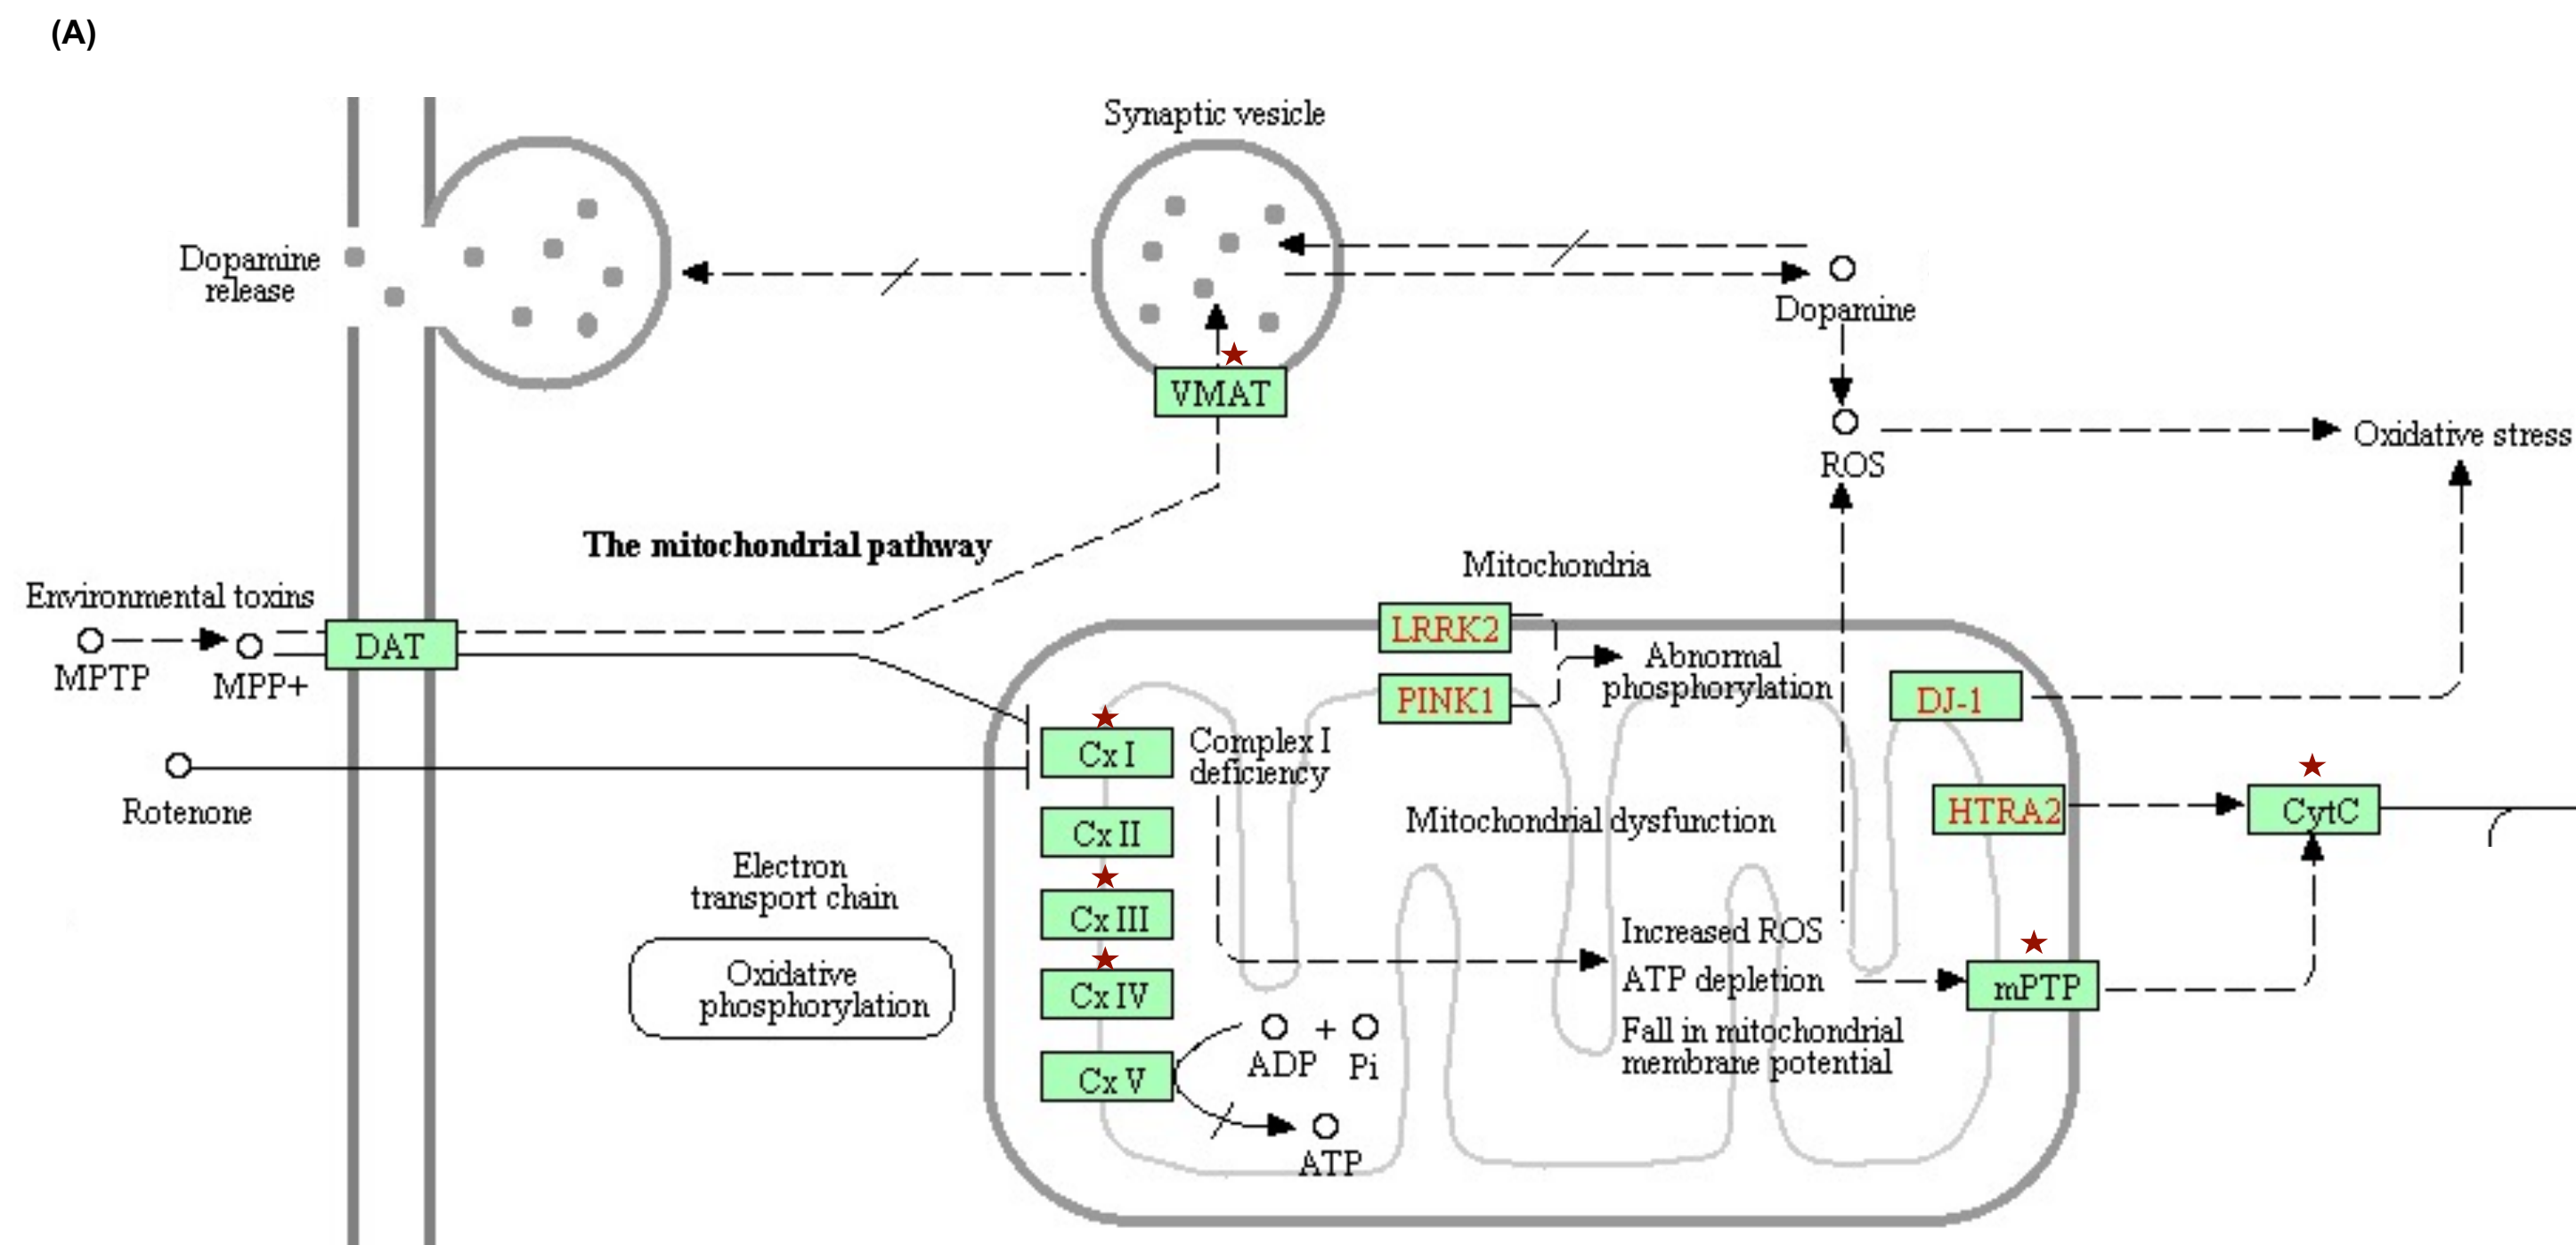 (A)
Synaptic vesicle
Dopamine
release
Dopamine
VMAT
ROS
Oxidative stress
The mitochondrial pathway
Mitochondria
Environmental toxins
MPTP
MPP+
DAT
LRRK2
PINK1
Abnormal
phosphorylation
DJ-1
Rotenone
Cx I
Complex I
deficiency
HTRA2
CytC
Cx II
Mitochondrial dysfunction
Electron
transport chain
Cx III
Increased ROS
Oxidative
phosphorylation
Cx IV
ATP depletion
mPTP
ADP + Pi
Fall in mitochondrial
membrane potential
Cx V
ATP